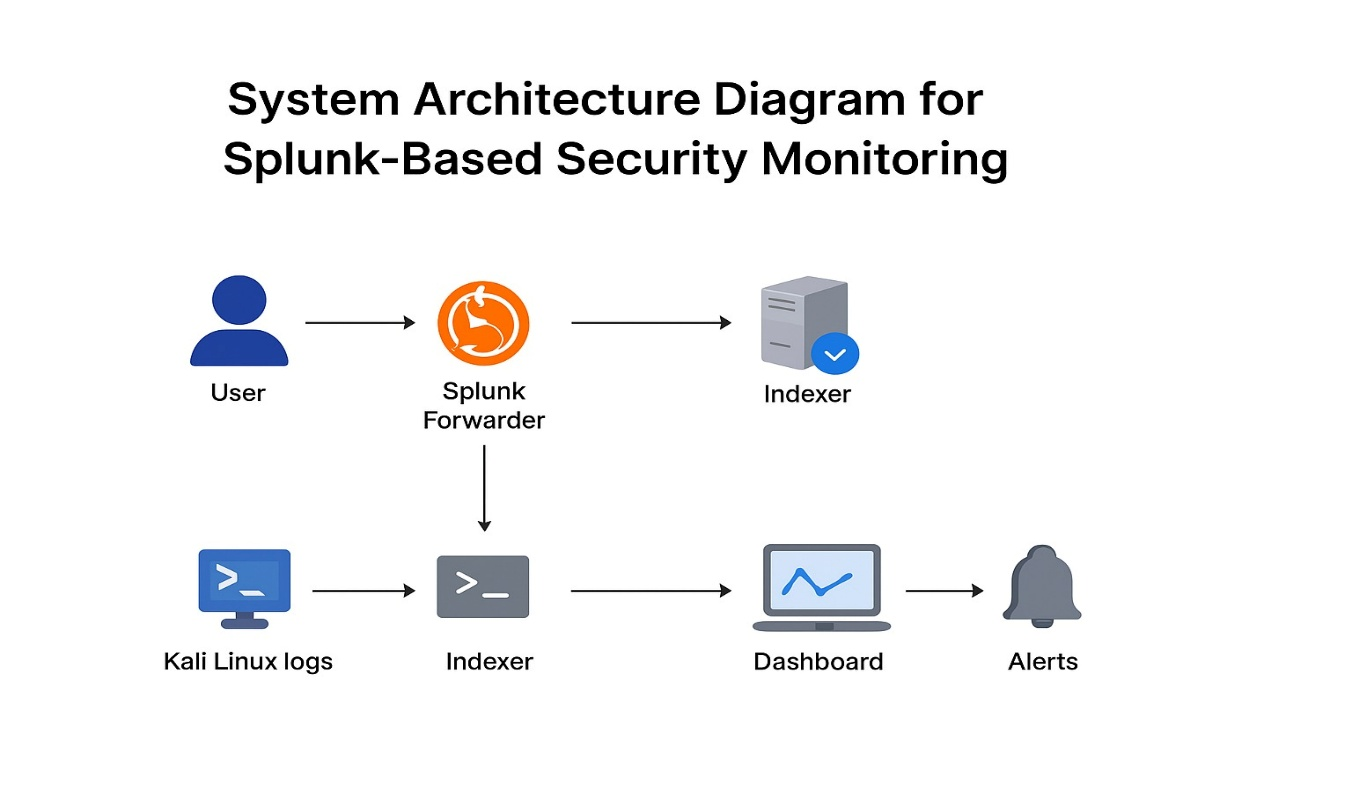 System Architecture Diagram for
Splunk-Based Security Monitoring
User
Splunk
Forwarder
Indexer
>_
>_
Kali Linux logs
Indexer
Dashboard
Alerts